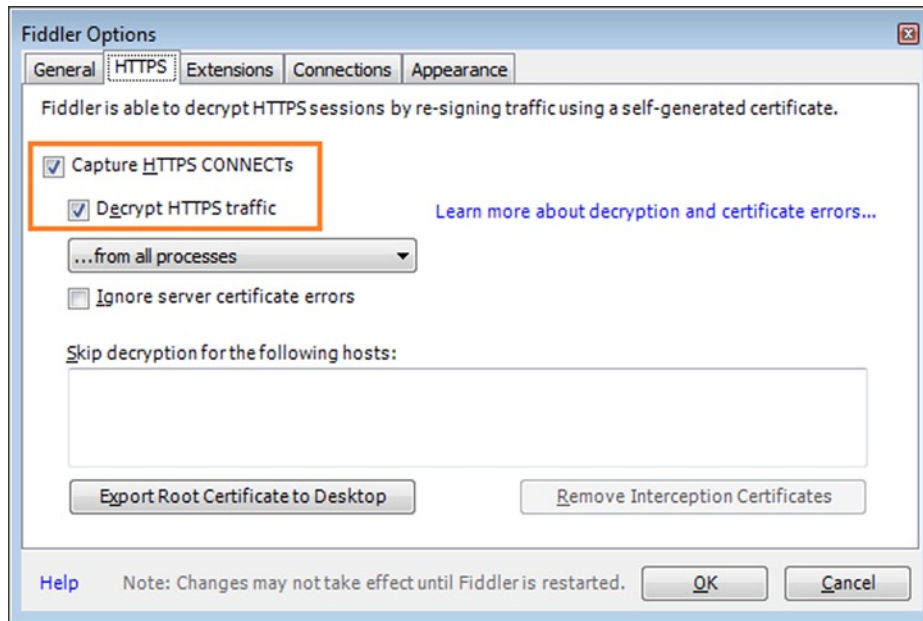 Fiddler Options
General HTTPS Extensions Connections Appearance
Fiddler is able to decrypt HTTPS sessions by re-signing traffic using a self-generated certificate.
Capture HTTPS CONNECTs
Decrypt HTTPS traffic
Learn more about decryption and certificate errors...
...from all processes
Ignore server certificate errors
Skip decryption for the following hosts:
Export Root Certificate to Desktop Remove Interception Certificates
Help Note: Changes may not take effect until Fiddler is restarted. OK Cancel